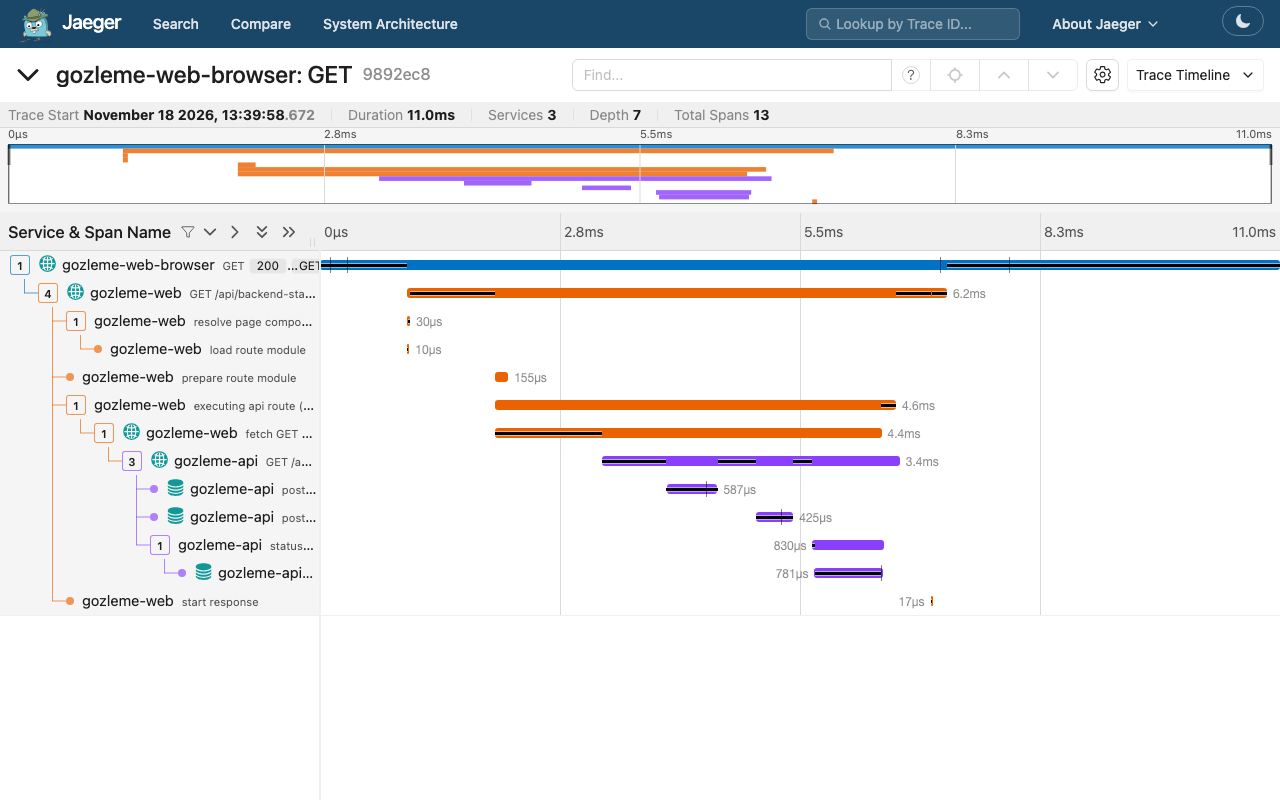 Jaeger Search Compare System Architecture Lookup by Trace ID... About Jaeger
gozleme-web-browser: GET 9892ec8 Find... ? Trace Timeline
Trace Start November 18 2026, 13:39:58.672 Duration 11.0ms Services 3 Depth 7 Total Spans 13
0μs 2.8ms 5.5ms 8.3ms 11.0ms
Service & Span Name 0μs 2.8ms 5.5ms 8.3ms 11.0ms
1 gozleme-web-browser GET 200 ...GET
4 gozleme-web GET /api/backend-sta... 6.2ms
1 gozleme-web resolve page compo... 30μs
gozleme-web load route module 10μs
gozleme-web prepare route module 155μs
1 gozleme-web executing api route (... 4.6ms
1 gozleme-web fetch GET ... 4.4ms
3 gozleme-api GET /a... 3.4ms
gozleme-api post... 587μs
gozleme-api post... 425μs
1 gozleme-api status... 830μs
gozleme-api... 781μs
gozleme-web start response 17μs